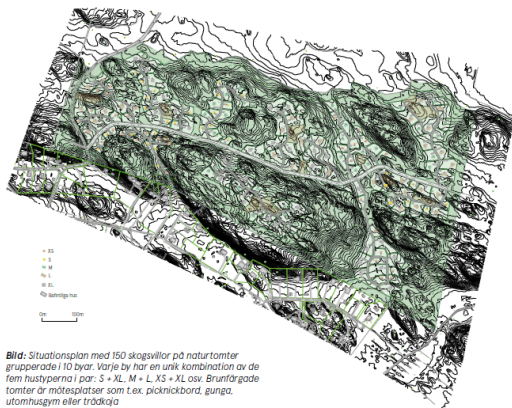 XS
S
M
L
XL
Befintliga hus
0m 100m
Bild: Situationsplan med 150 skogsvillor på naturtomter
grupperade i 10 byar. Varje by har en unik kombination av de
fem hustyperna i par: S + XL, M + L, XS + XL osv. Brunfärgade
tomter är mötesplatser som t.ex. picknickbord, gunga,
utomhusgym eller trädkoja